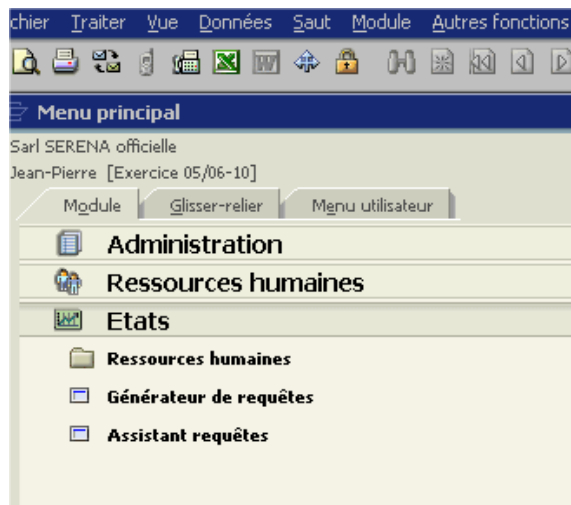 chier Traiter Vue Données Saut Module Autres fonctions
Menu principal
Sarl SERENA officielle
Jean-Pierre [Exercice 05/06-10]
Module Glisser-relier Menu utilisateur
Administration
Ressources humaines
Etats
Ressources humaines
Générateur de requêtes
Assistant requêtes